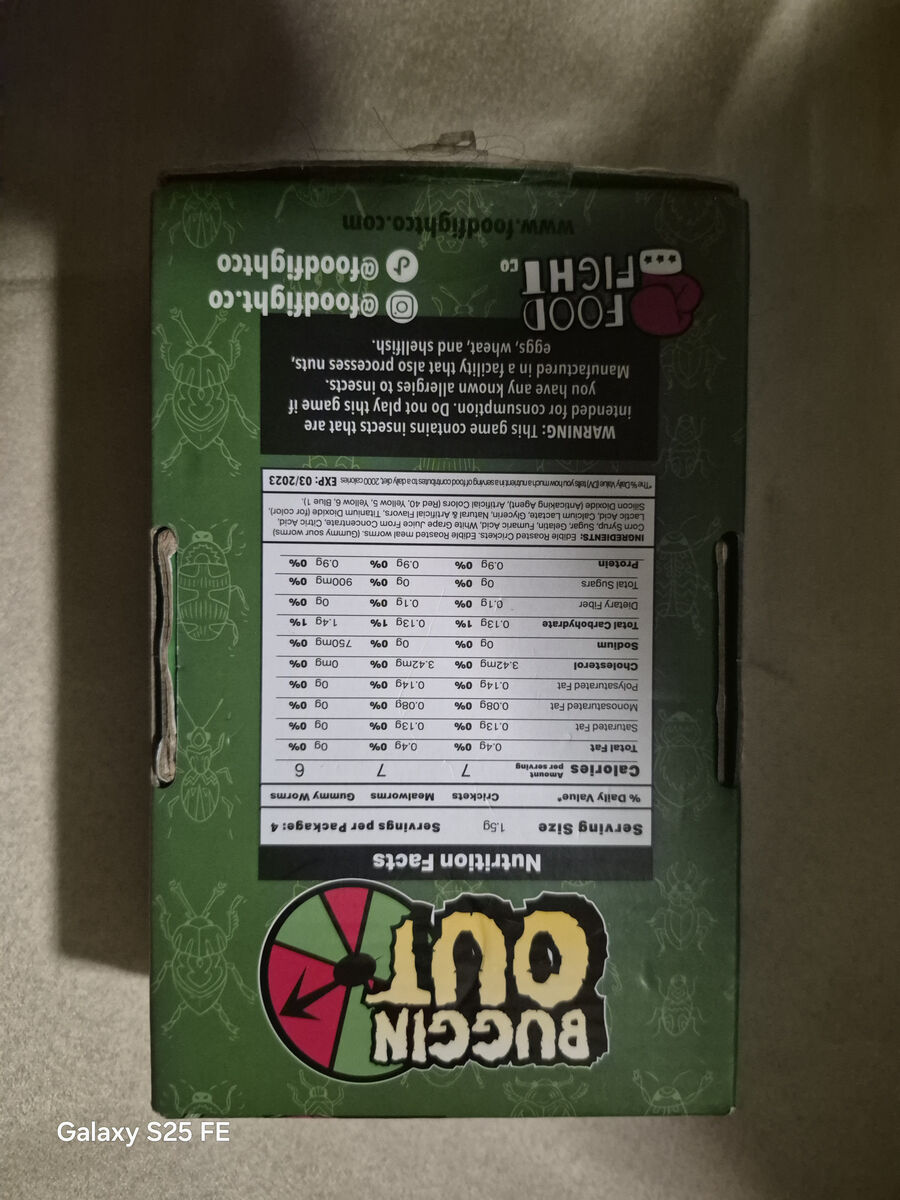 BUGGIN
OUT
Nutrition Facts
Serving Size 1.5g Servings per Package: 4
% Daily Value* Crickets Mealworms Gummy Worms
Calories Amount per serving 7 7 6
Total Fat 0.4g 0% 0.4g 0% 0g 0%
Saturated Fat 0.13g 0% 0.13g 0% 0g 0%
Monosaturated Fat 0.08g 0% 0.08g 0% 0g 0%
Polysaturated Fat 0.14g 0% 0.14g 0% 0g 0%
Cholesterol 3.42mg 0% 3.42mg 0% 0mg 0%
Sodium 0g 0% 0g 0% 750mg 0%
Total Carbohydrate 0.13g 1% 0.13g 1% 1.4g 1%
Dietary Fiber 0.1g 0% 0.1g 0% 0g 0%
Total Sugars 0g 0% 0g 0% 900mg 0%
Protein 0.9g 0% 0.9g 0% 0.9g 0%
INGREDIENTS: Edible Roasted Crickets, Edible Roasted meal worms, (Gummy sour worms)
Corn Syrup, Sugar, Gelatin, Fumaric Acid, White Grape Juice From Concentrate, Citric Acid,
Lactic Acid, Calcium Lactate, Glycerin, Natural & Artificial Flavors, Titanium Dioxide (for color),
Silicon Dioxide (Anticaking Agent), Artificial Colors (Red 40, Yellow 5, Yellow 6, Blue 1).
*The % Daily Value (DV) tells you how much a nutrient in a serving of food contributes to a daily diet, 2000 calories EXP: 03/2023
WARNING: This game contains insects that are
intended for consumption. Do not play this game if
you have any known allergies to insects.
Manufactured in a facility that also processes nuts,
eggs, wheat, and shellfish.
FOOD
FIGHT CO
@foodfight.co
@foodfightco
www.foodfightco.com
Galaxy S25 FE